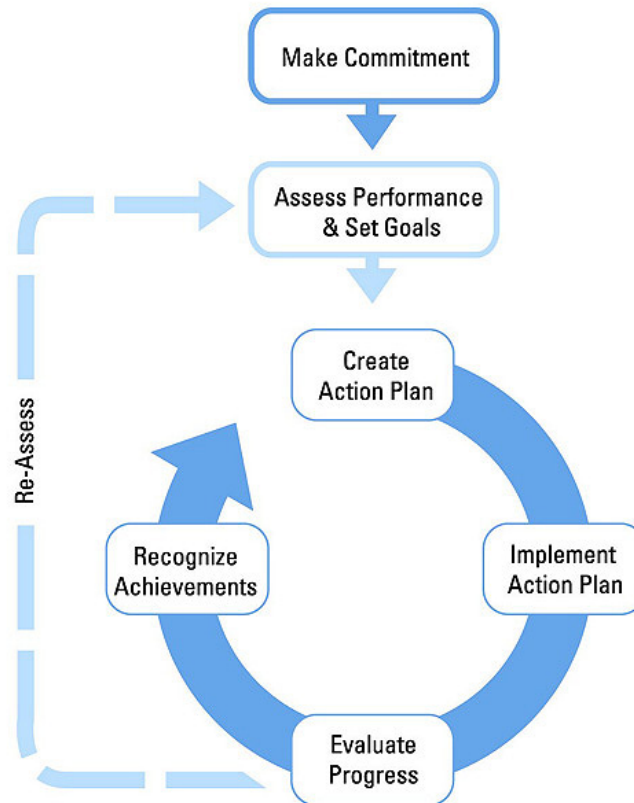 Make Commitment
Assess Performance
& Set Goals
Create
Action Plan
Implement
Action Plan
Evaluate
Progress
Recognize
Achievements
Re-Assess